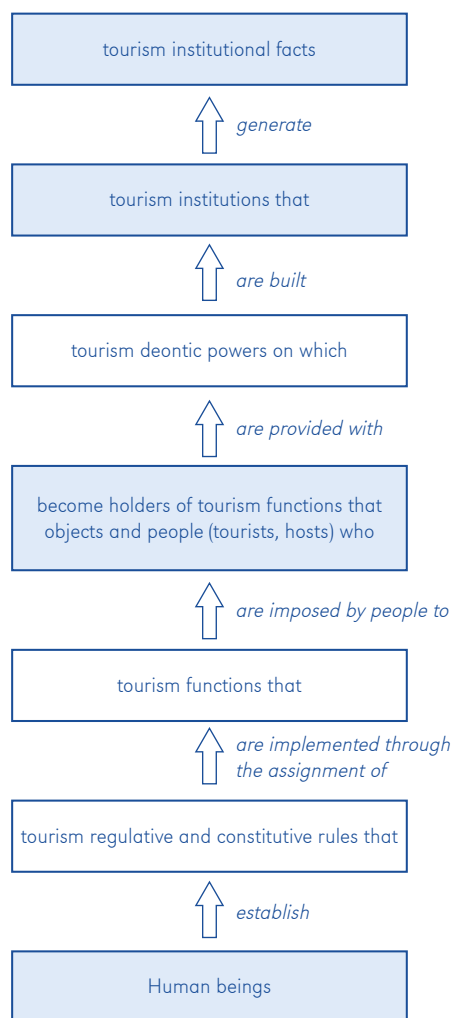 tourism institutional facts
generate
tourism institutions that
are built
tourism deontic powers on which
are provided with
become holders of tourism functions that
objects and people (tourists, hosts) who
are imposed by people to
tourism functions that
are implemented through
the assignment of
tourism regulative and constitutive rules that
establish
Human beings